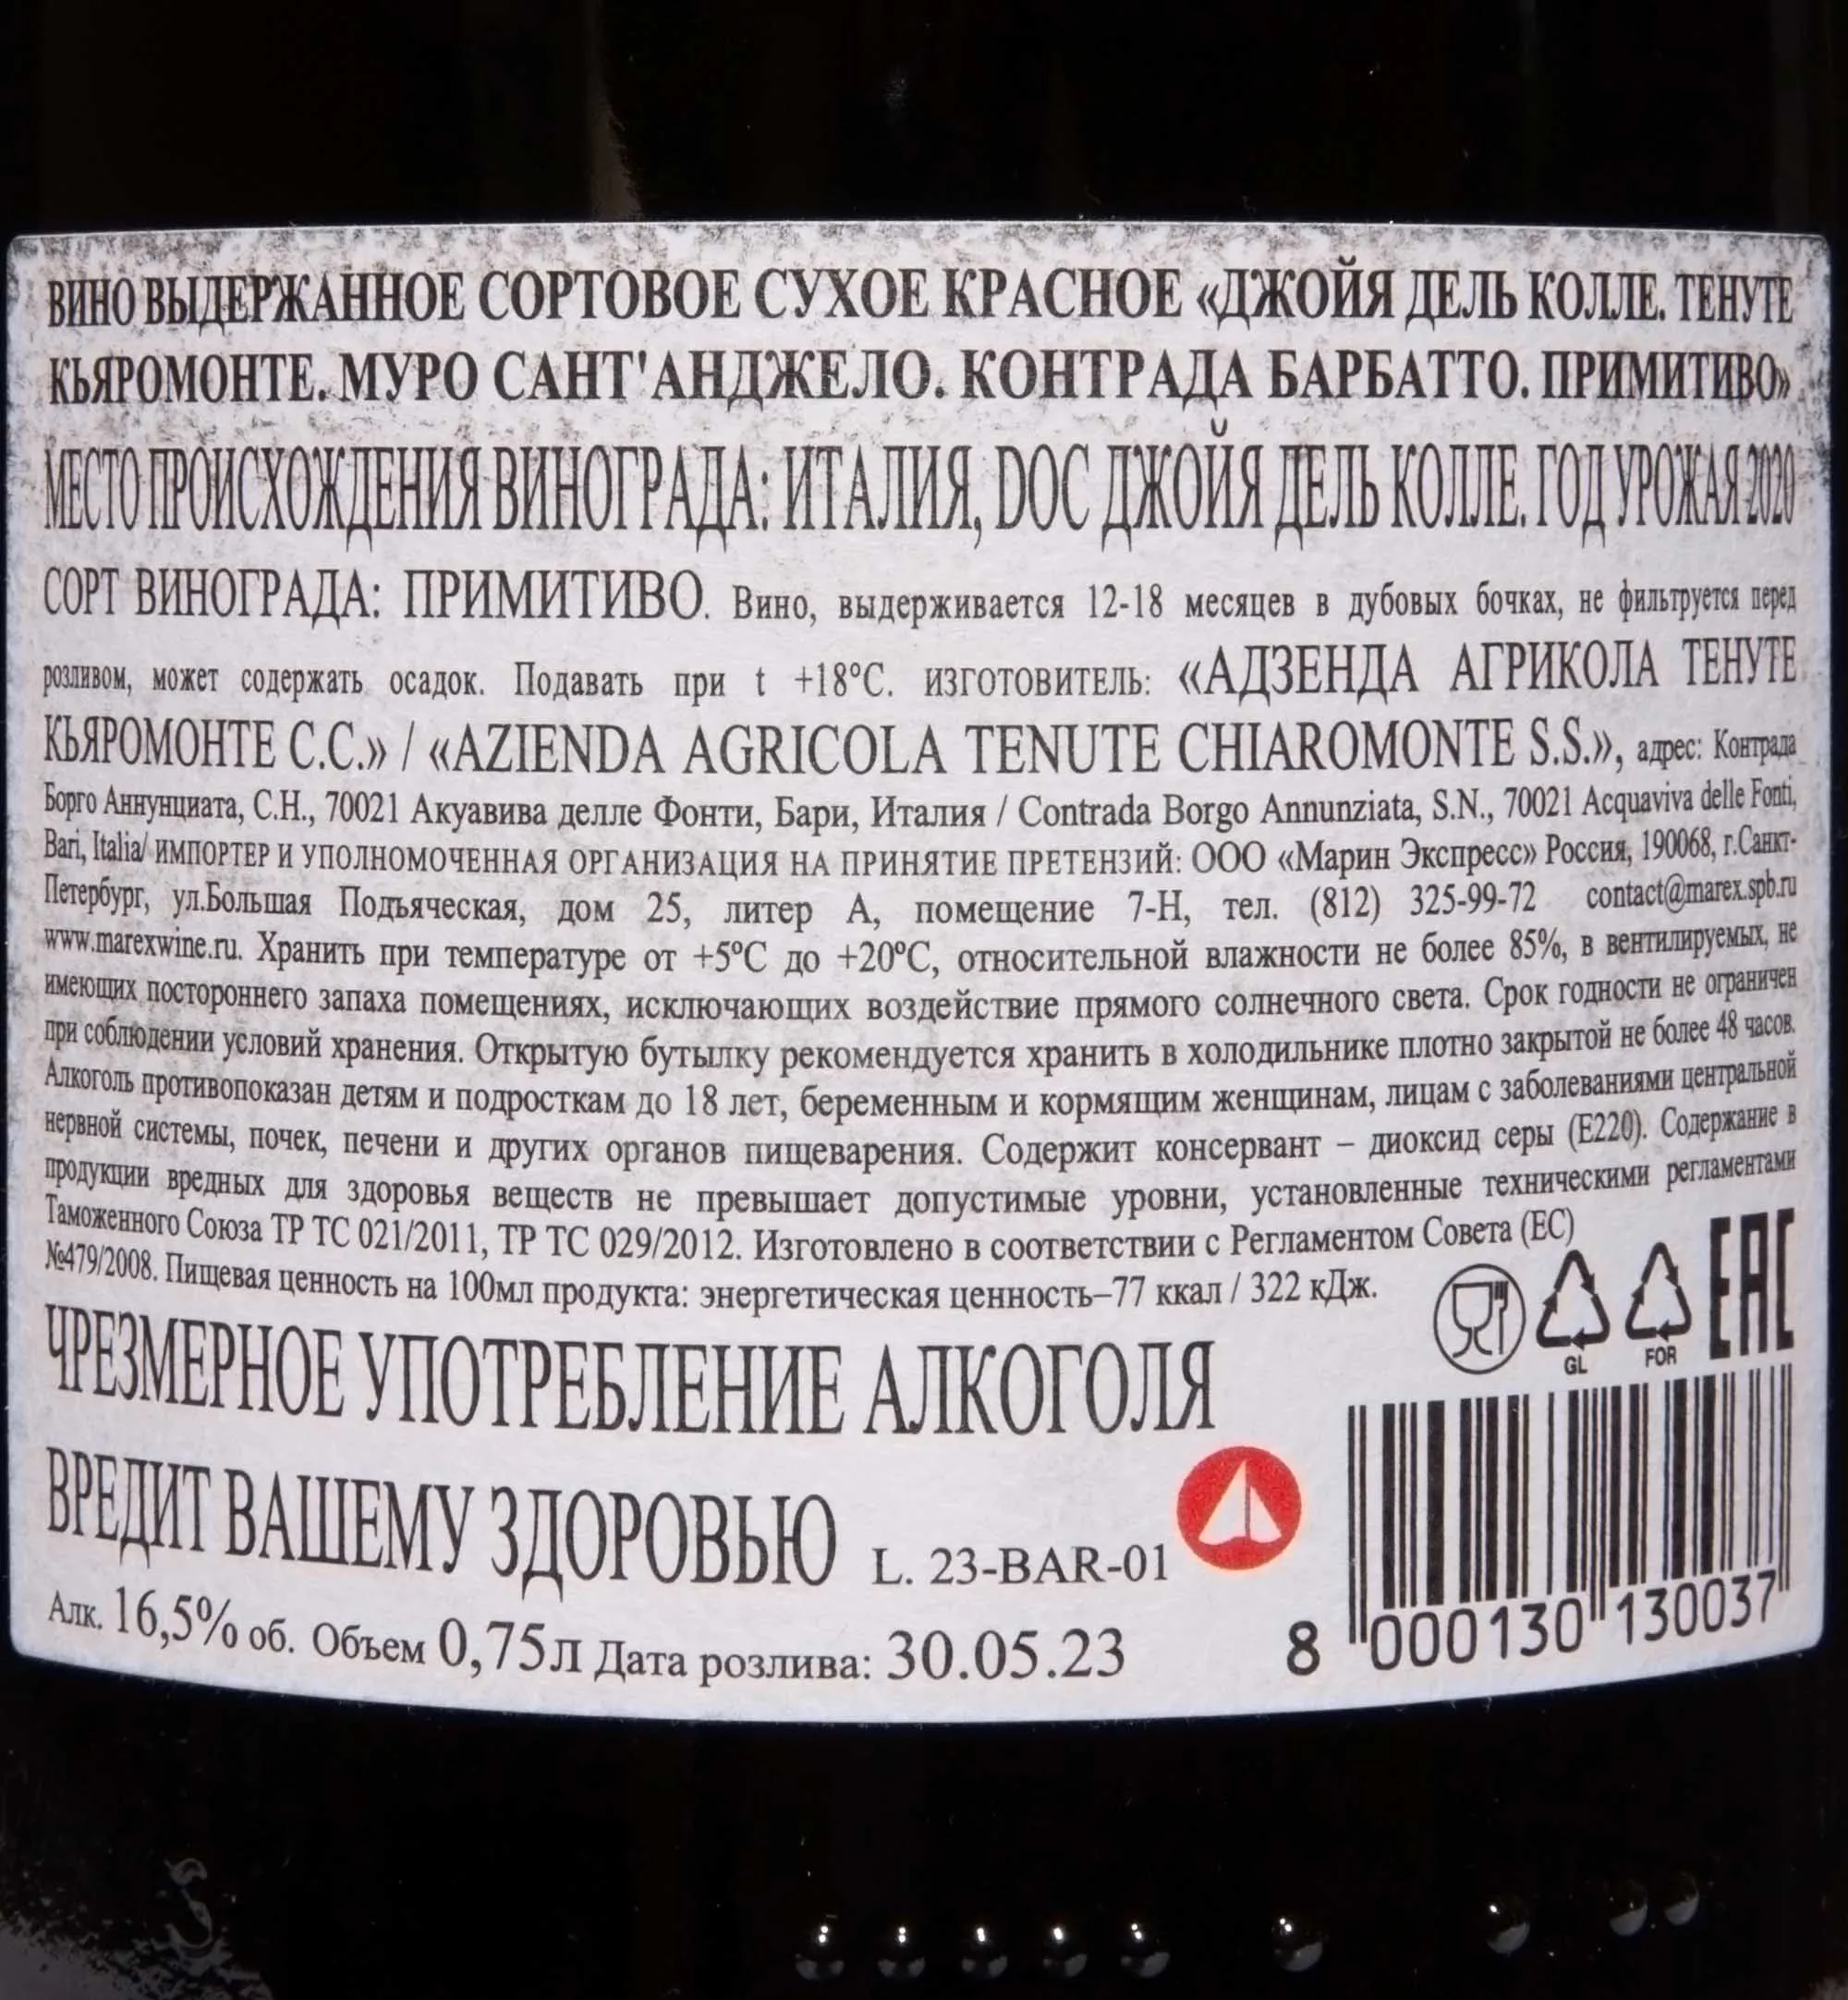 ВИНО ВЫДЕРЖАННОЕ СОРТОВОЕ СУХОЕ КРАСНОЕ «ДЖОЙЯ ДЕЛЬ КОЛЛЕ. ТЕНУТЕ
КЬЯРОМОНТЕ. МУРО САНТ'АНДЖЕЛО. КОНТРАДА БАРБАТТО. ПРИМИТИВО»
МЕСТО ПРОИСХОЖДЕНИЯ ВИНОГРАДА: ИТАЛИЯ, DOC ДЖОЙЯ ДЕЛЬ КОЛЛЕ. ГОД УРОЖАЯ 2020
СОРТ ВИНОГРАДА: ПРИМИТИВО. Вино, выдерживается 12-18 месяцев в дубовых бочках, не фильтруется перед
розливом, может содержать осадок. Подавать при t +18°C. ИЗГОТОВИТЕЛЬ: «АДЗЕНДА АГРИКОЛА ТЕНУТЕ
КЬЯРОМОНТЕ С.С.» / «AZIENDA AGRICOLA TENUTE CHIAROMONTE S.S.», адрес: Контрада
Борго Аннунциата, С.Н., 70021 Акуавива делле Фонти, Бари, Италия / Contrada Borgo Annunziata, S.N., 70021 Acquaviva delle Fonti,
Bari, Italia/ ИМПОРТЕР И УПОЛНОМОЧЕННАЯ ОРГАНИЗАЦИЯ НА ПРИНЯТИЕ ПРЕТЕНЗИЙ: ООО «Марин Экспресс» Россия, 190068, г.Санкт-
Петербург, ул.Большая Подъяческая, дом 25, литер А, помещение 7-Н, тел. (812) 325-99-72 contact@marex.spb.ru
www.marexwine.ru. Хранить при температуре от +5ºC до +20ºC, относительной влажности не более 85%, в вентилируемых, не
имеющих постороннего запаха помещениях, исключающих воздействие прямого солнечного света. Срок годности не ограничен
при соблюдении условий хранения. Открытую бутылку рекомендуется хранить в холодильнике плотно закрытой не более 48 часов.
Алкоголь противопоказан детям и подросткам до 18 лет, беременным и кормящим женщинам, лицам с заболеваниями центральной
нервной системы, почек, печени и других органов пищеварения. Содержит консервант – диоксид серы (Е220). Содержание в
продукции вредных для здоровья веществ не превышает допустимые уровни, установленные техническими регламентами
Таможенного Союза ТР ТС 021/2011, ТР ТС 029/2012. Изготовлено в соответствии с Регламентом Совета (ЕС)
№479/2008. Пищевая ценность на 100мл продукта: энергетическая ценность–77 ккал / 322 кДж.
GL FOR EAC
ЧРЕЗМЕРНОЕ УПОТРЕБЛЕНИЕ АЛКОГОЛЯ
ВРЕДИТ ВАШЕМУ ЗДОРОВЬЮ L. 23-BAR-01
Алк. 16,5% об. Объем 0,75л Дата розлива: 30.05.23
8 000130 130037